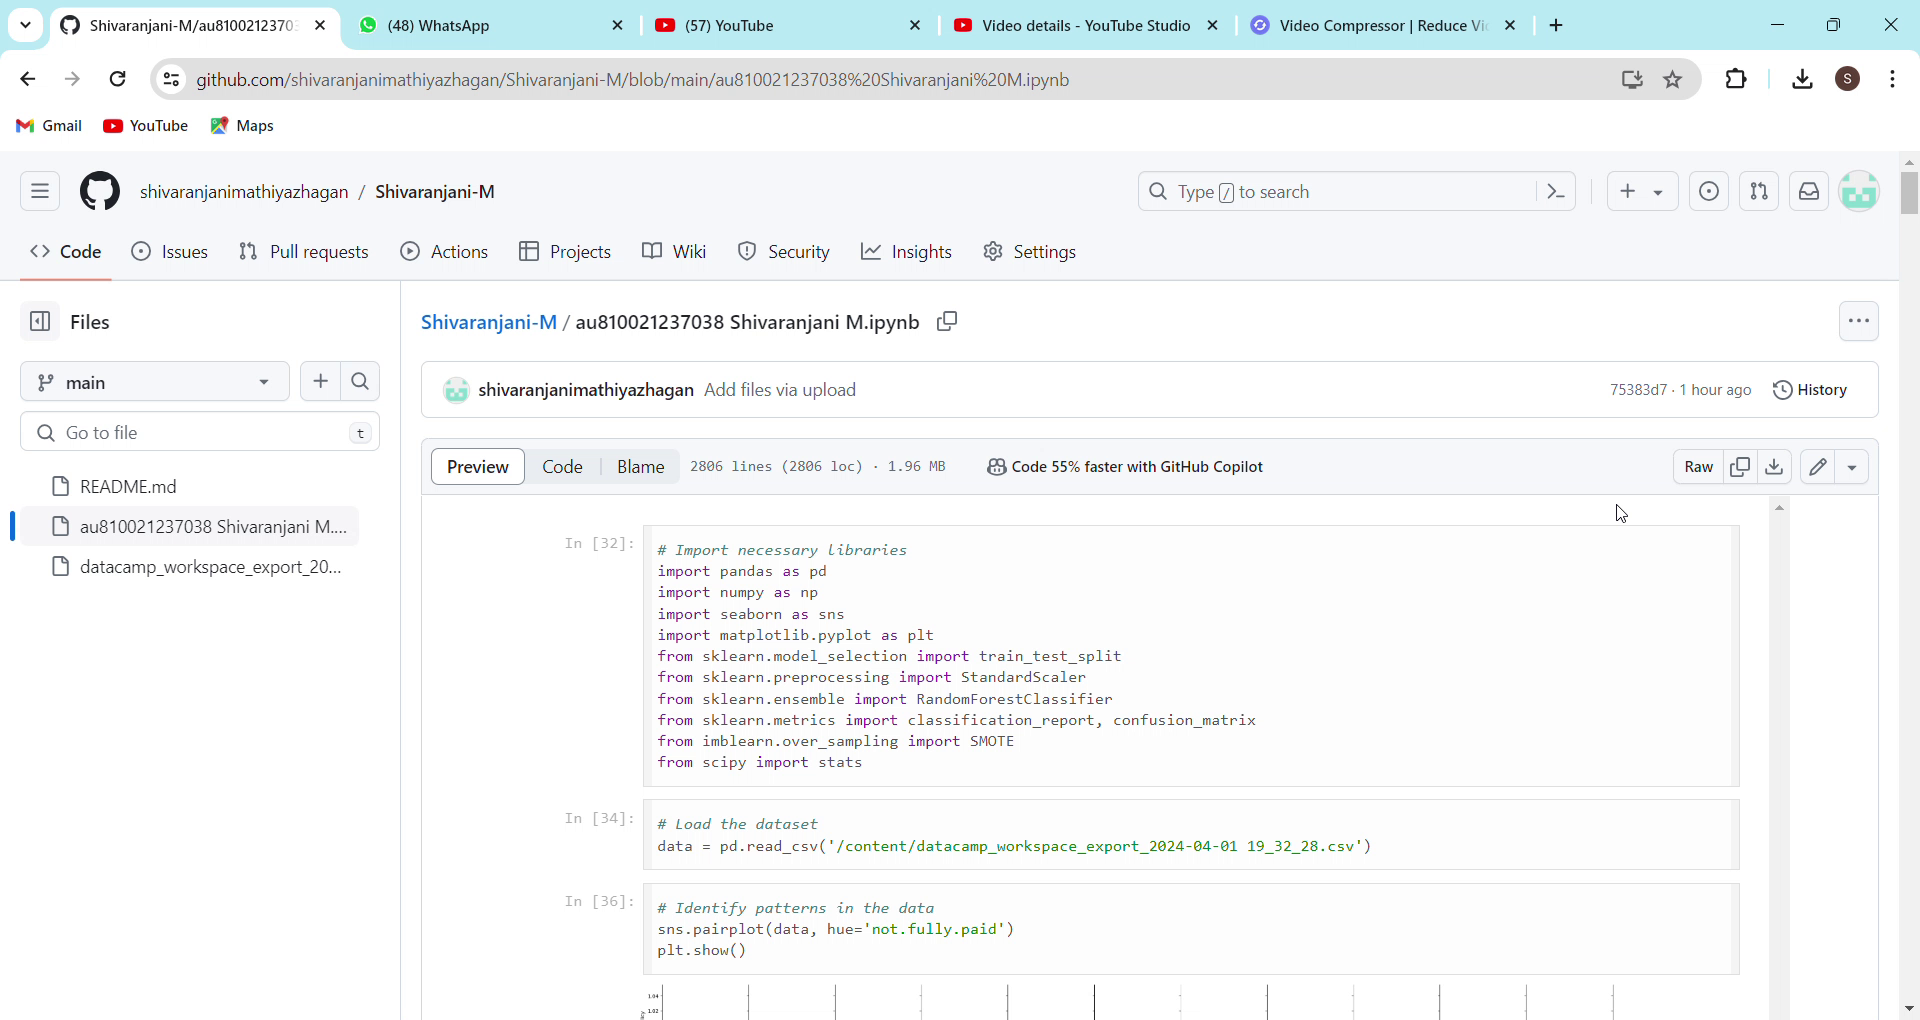 Shivaranjani-M/au81002123703
(48) WhatsApp
(57) YouTube
Video details - YouTube Studio
Video Compressor | Reduce Vi
github.com/shivaranjanimathiyazhagan/Shivaranjani-M/blob/main/au810021237038%20Shivaranjani%20M.ipynb
S
Gmail
YouTube
Maps
shivaranjanimathiyazhagan / Shivaranjani-M
Type / to search
Code
Issues
Pull requests
Actions
Projects
Wiki
Security
Insights
Settings
Files
main
Go to file
t
README.md
au810021237038 Shivaranjani M....
datacamp_workspace_export_20...
Shivaranjani-M / au810021237038 Shivaranjani M.ipynb
shivaranjanimathiyazhagan Add files via upload
75383d7 · 1 hour ago
History
Preview
Code
Blame
2806 lines (2806 loc) · 1.96 MB
Code 55% faster with GitHub Copilot
Raw
In [32]:
# Import necessary libraries
import pandas as pd
import numpy as np
import seaborn as sns
import matplotlib.pyplot as plt
from sklearn.model_selection import train_test_split
from sklearn.preprocessing import StandardScaler
from sklearn.ensemble import RandomForestClassifier
from sklearn.metrics import classification_report, confusion_matrix
from imblearn.over_sampling import SMOTE
from scipy import stats
In [34]:
# Load the dataset
data = pd.read_csv('/content/datacamp_workspace_export_2024-04-01 19_32_28.csv')
In [36]:
# Identify patterns in the data
sns.pairplot(data, hue='not.fully.paid')
plt.show()
1.04
1.02